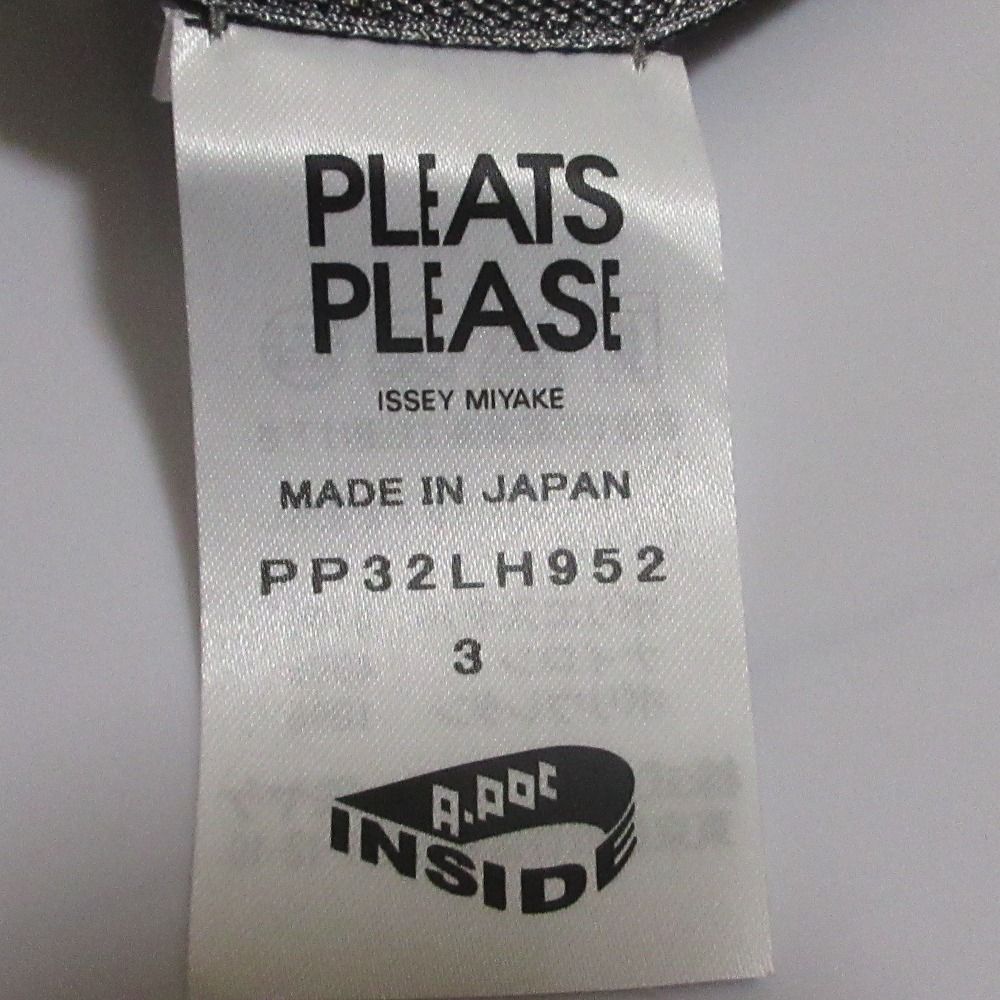 PLEATS
PLEASE
ISSEY MIYAKE
MADE IN JAPAN
PP32LH952
3
A.POC
INSIDE